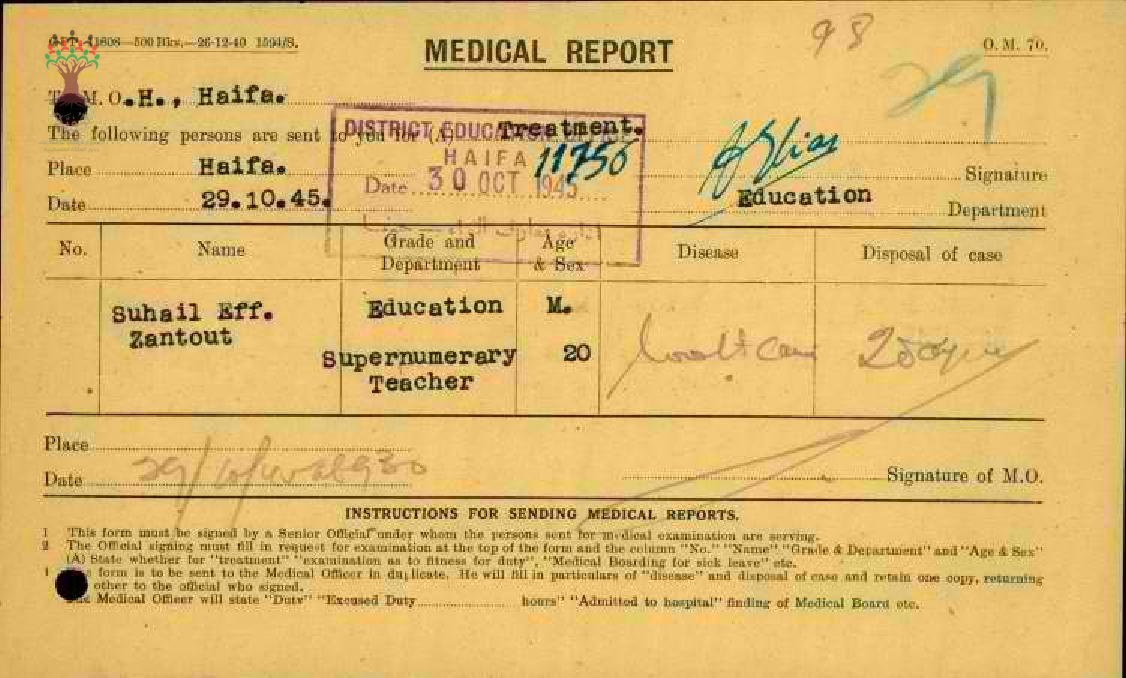 1808—500 Bks.—26-12-40 1594/S.
98
MEDICAL REPORT
O. M. 70.
29
To M. O.H., Haifa.
The following persons are sent to you for (A) Treatment.
DISTRICT EDUCATION
HAIFA
11750
Date 30 OCT 1945
Place Haifa.
Signature
Date 29.10.45.
Education
Department
No. Name Grade and Department Age & Sex Disease Disposal of case
Suhail Eff. Education M.
Zantout
Supernumerary 20
Teacher
Place
Date 29/
Signature of M.O.
INSTRUCTIONS FOR SENDING MEDICAL REPORTS.
1 This form must be signed by a Senior Official under whom the persons sent for medical examination are serving.
2 The Official signing must fill in request for examination at the top of the form and the column "No." "Name" "Grade & Department" and "Age & Sex"
(A) State whether for "treatment" "examination as to fitness for duty", "Medical Boarding for sick leave" etc.
form is to be sent to the Medical Officer in duplicate. He will fill in particulars of "disease" and disposal of case and retain one copy, returning
other to the official who signed.
Medical Officer will state "Duty" "Excused Duty............ hours" "Admitted to hospital" finding of Medical Board etc.